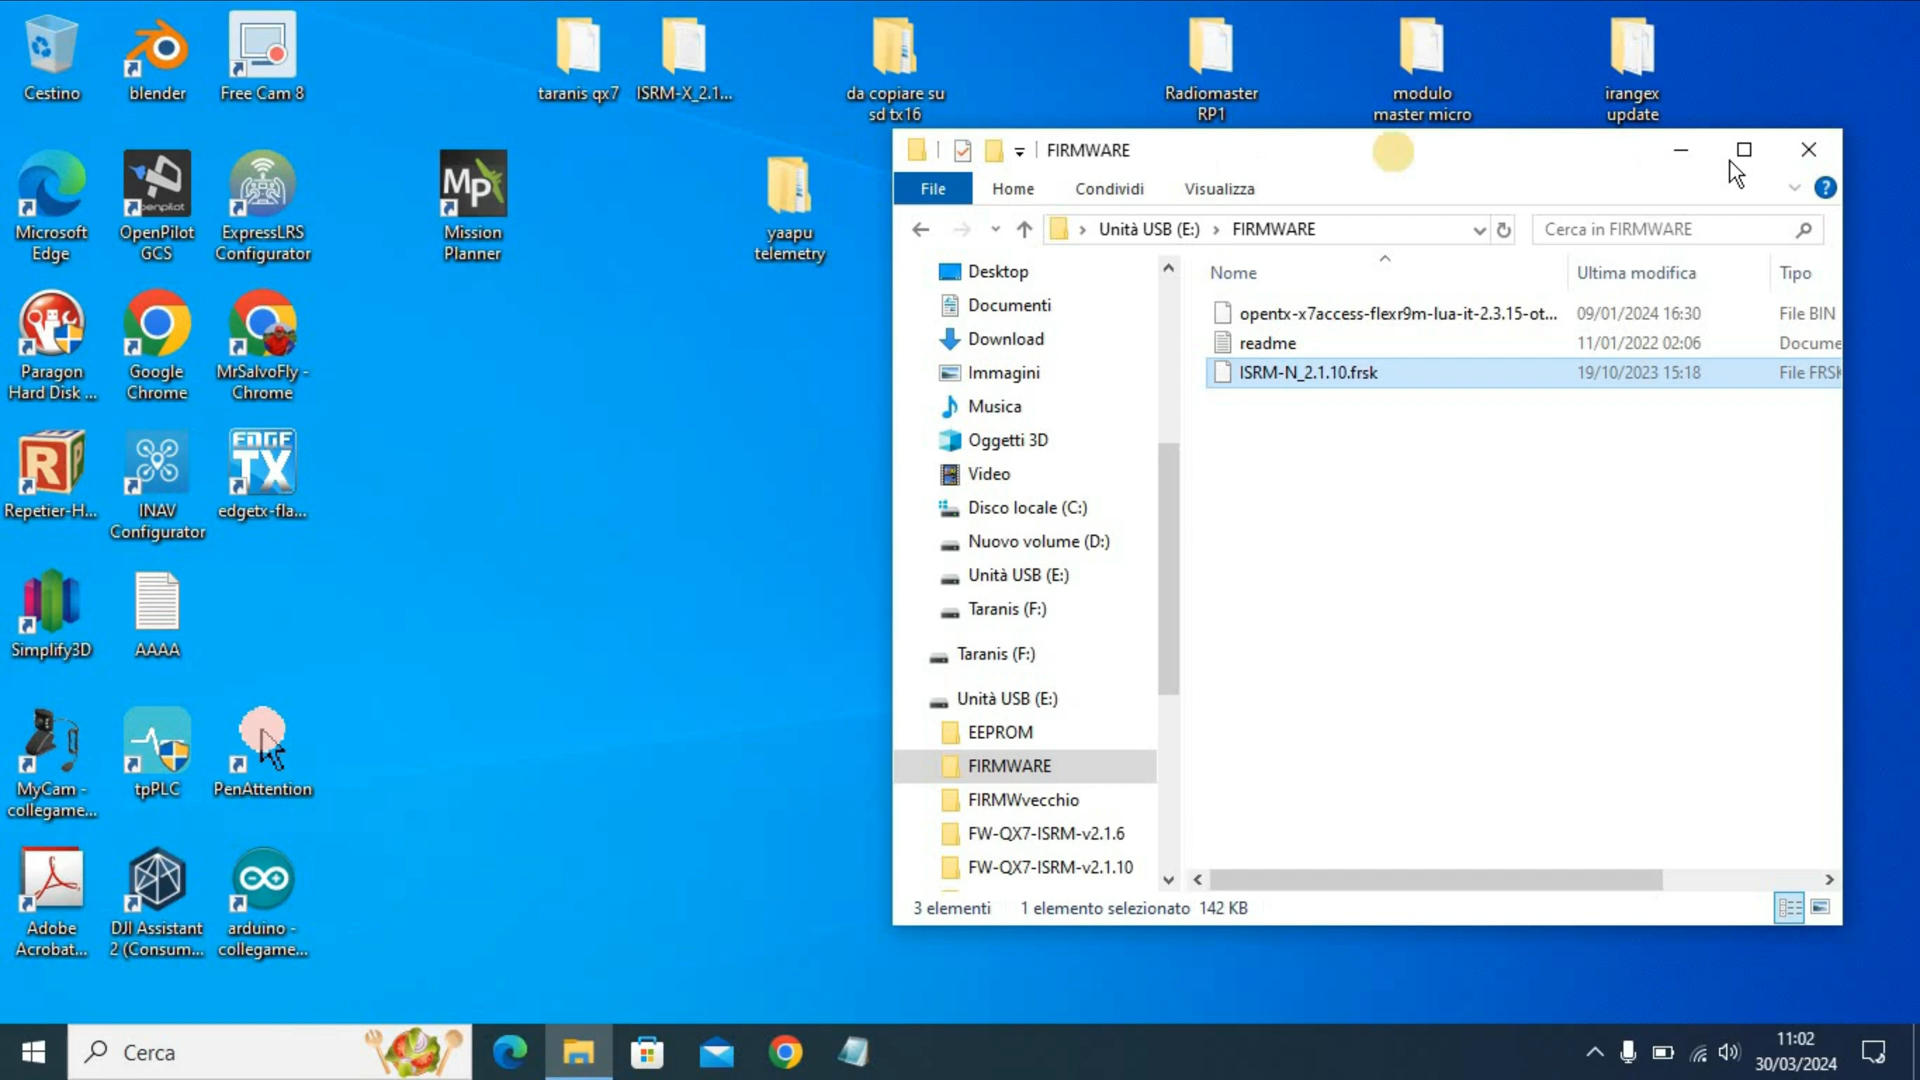 Cestino
blender
Free Cam 8
taranis qx7
ISRM-X_2.1...
da copiare su
sd tx16
Radiomaster
RP1
modulo
master micro
irangex
update
Microsoft
Edge
OpenPilot
GCS
ExpressLRS
Configurator
Mission
Planner
yaapu
telemetry
Paragon
Hard Disk ...
Google
Chrome
MrSalvoFly -
Chrome
Repetier-H...
INAV
Configurator
edgetx-fla...
Simplify3D
AAAA
MyCam -
collegame...
tpPLC
PenAttention
Adobe
Acrobat...
DJI Assistant
2 (Consum...
arduino -
collegame...
openpilot
Mp
EDGE
TX
FIRMWARE
File
Home
Condividi
Visualizza
?
Unità USB (E:) › FIRMWARE
Cerca in FIRMWARE
Nome
Ultima modifica
Tipo
opentx-x7access-flexr9m-lua-it-2.3.15-ot... 09/01/2024 16:30 File BIN
readme 11/01/2022 02:06 Docume
ISRM-N_2.1.10.frsk 19/10/2023 15:18 File FRSK
Desktop
Documenti
Download
Immagini
Musica
Oggetti 3D
Video
Disco locale (C:)
Nuovo volume (D:)
Unità USB (E:)
Taranis (F:)
Taranis (F:)
Unità USB (E:)
EEPROM
FIRMWARE
FIRMWvecchio
FW-QX7-ISRM-v2.1.6
FW-QX7-ISRM-v2.1.10
3 elementi
1 elemento selezionato 142 KB
Cerca
11:02
30/03/2024